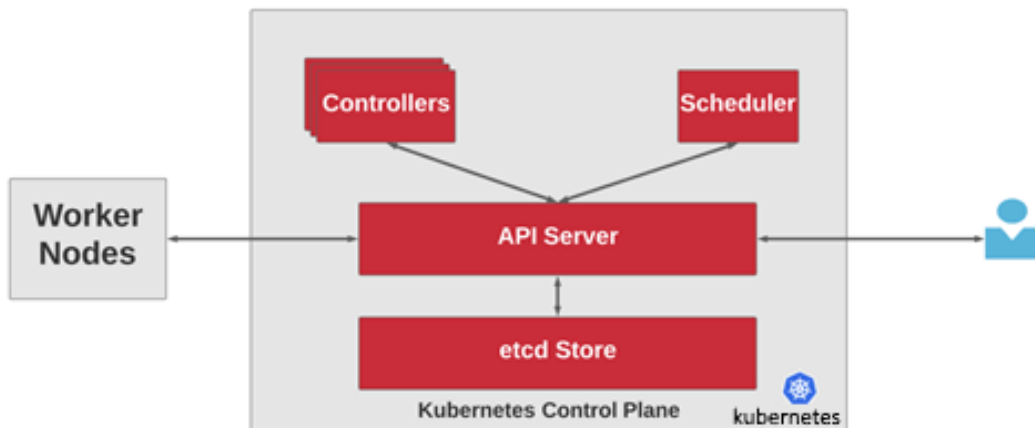 Controllers
Scheduler
Worker
Nodes
API Server
etcd Store
Kubernetes Control Plane
kubernetes